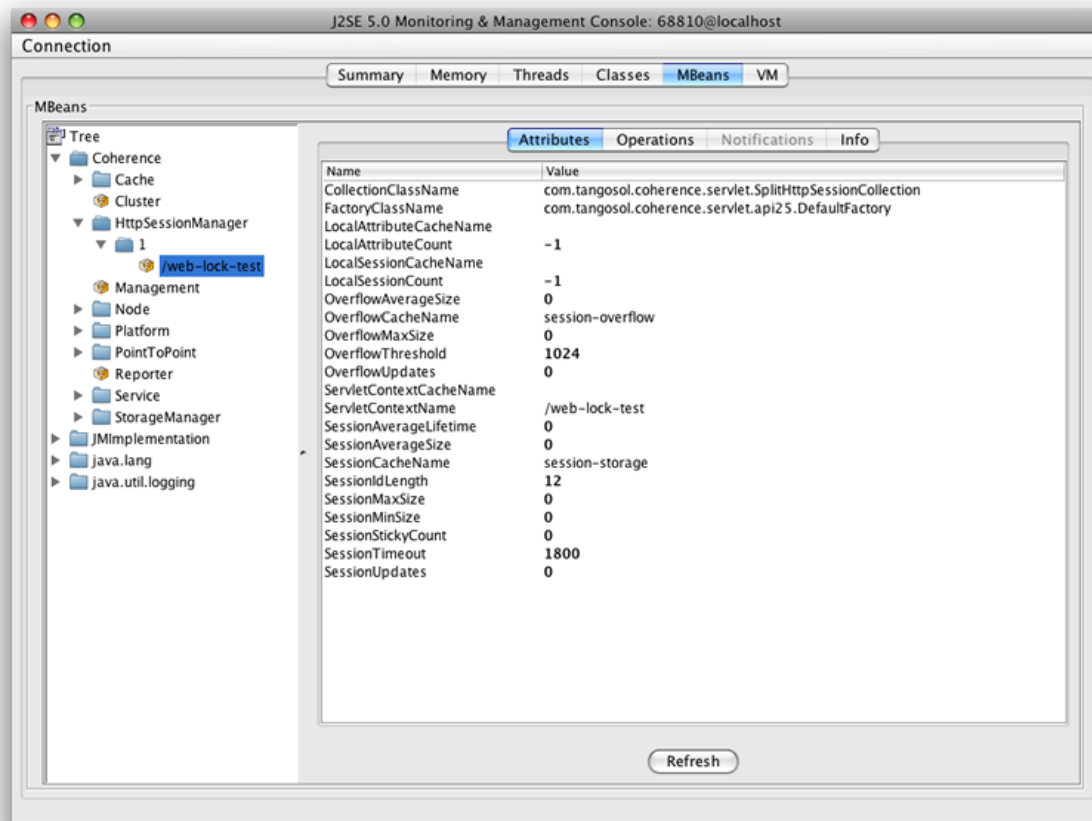 J2SE 5.0 Monitoring & Management Console: 68810@localhost
Connection
Summary Memory Threads Classes MBeans VM
MBeans
Tree
Coherence
Cache
Cluster
HttpSessionManager
1
/web-lock-test
Management
Node
Platform
PointToPoint
Reporter
Service
StorageManager
JMImplementation
java.lang
java.util.logging
Attributes Operations Notifications Info
Name Value
CollectionClassName com.tangosol.coherence.servlet.SplitHttpSessionCollection
FactoryClassName com.tangosol.coherence.servlet.api25.DefaultFactory
LocalAttributeCacheName
LocalAttributeCount -1
LocalSessionCacheName
LocalSessionCount -1
OverflowAverageSize 0
OverflowCacheName session-overflow
OverflowMaxSize 0
OverflowThreshold 1024
OverflowUpdates 0
ServletContextCacheName
ServletContextName /web-lock-test
SessionAverageLifetime 0
SessionAverageSize 0
SessionCacheName session-storage
SessionIdLength 12
SessionMaxSize 0
SessionMinSize 0
SessionStickyCount 0
SessionTimeout 1800
SessionUpdates 0
Refresh